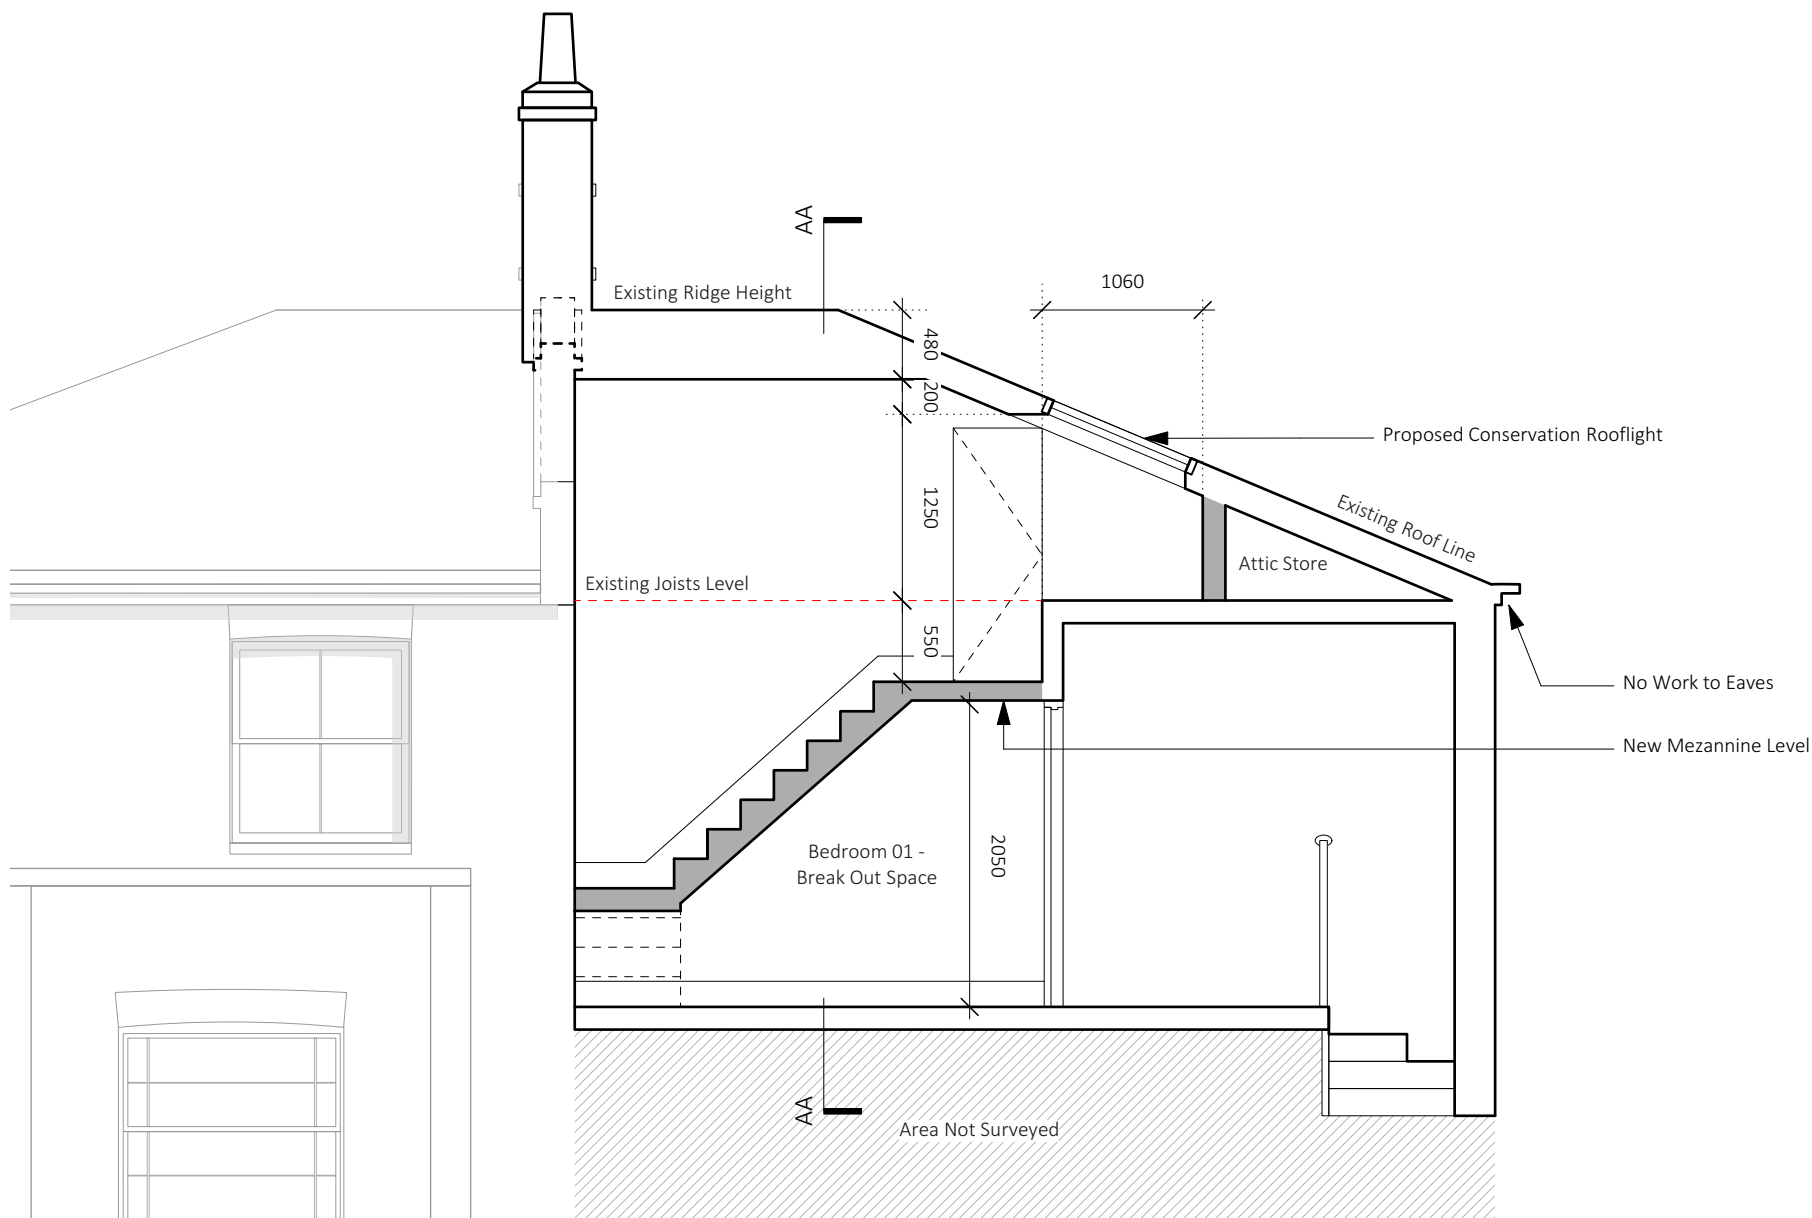 AA
1060
Existing Ridge Height
480
200
Proposed Conservation Rooflight
1250
Existing Roof Line
Attic Store
Existing Joists Level
550
No Work to Eaves
New Mezannine Level
Bedroom 01 -
Break Out Space
2050
AA
Area Not Surveyed